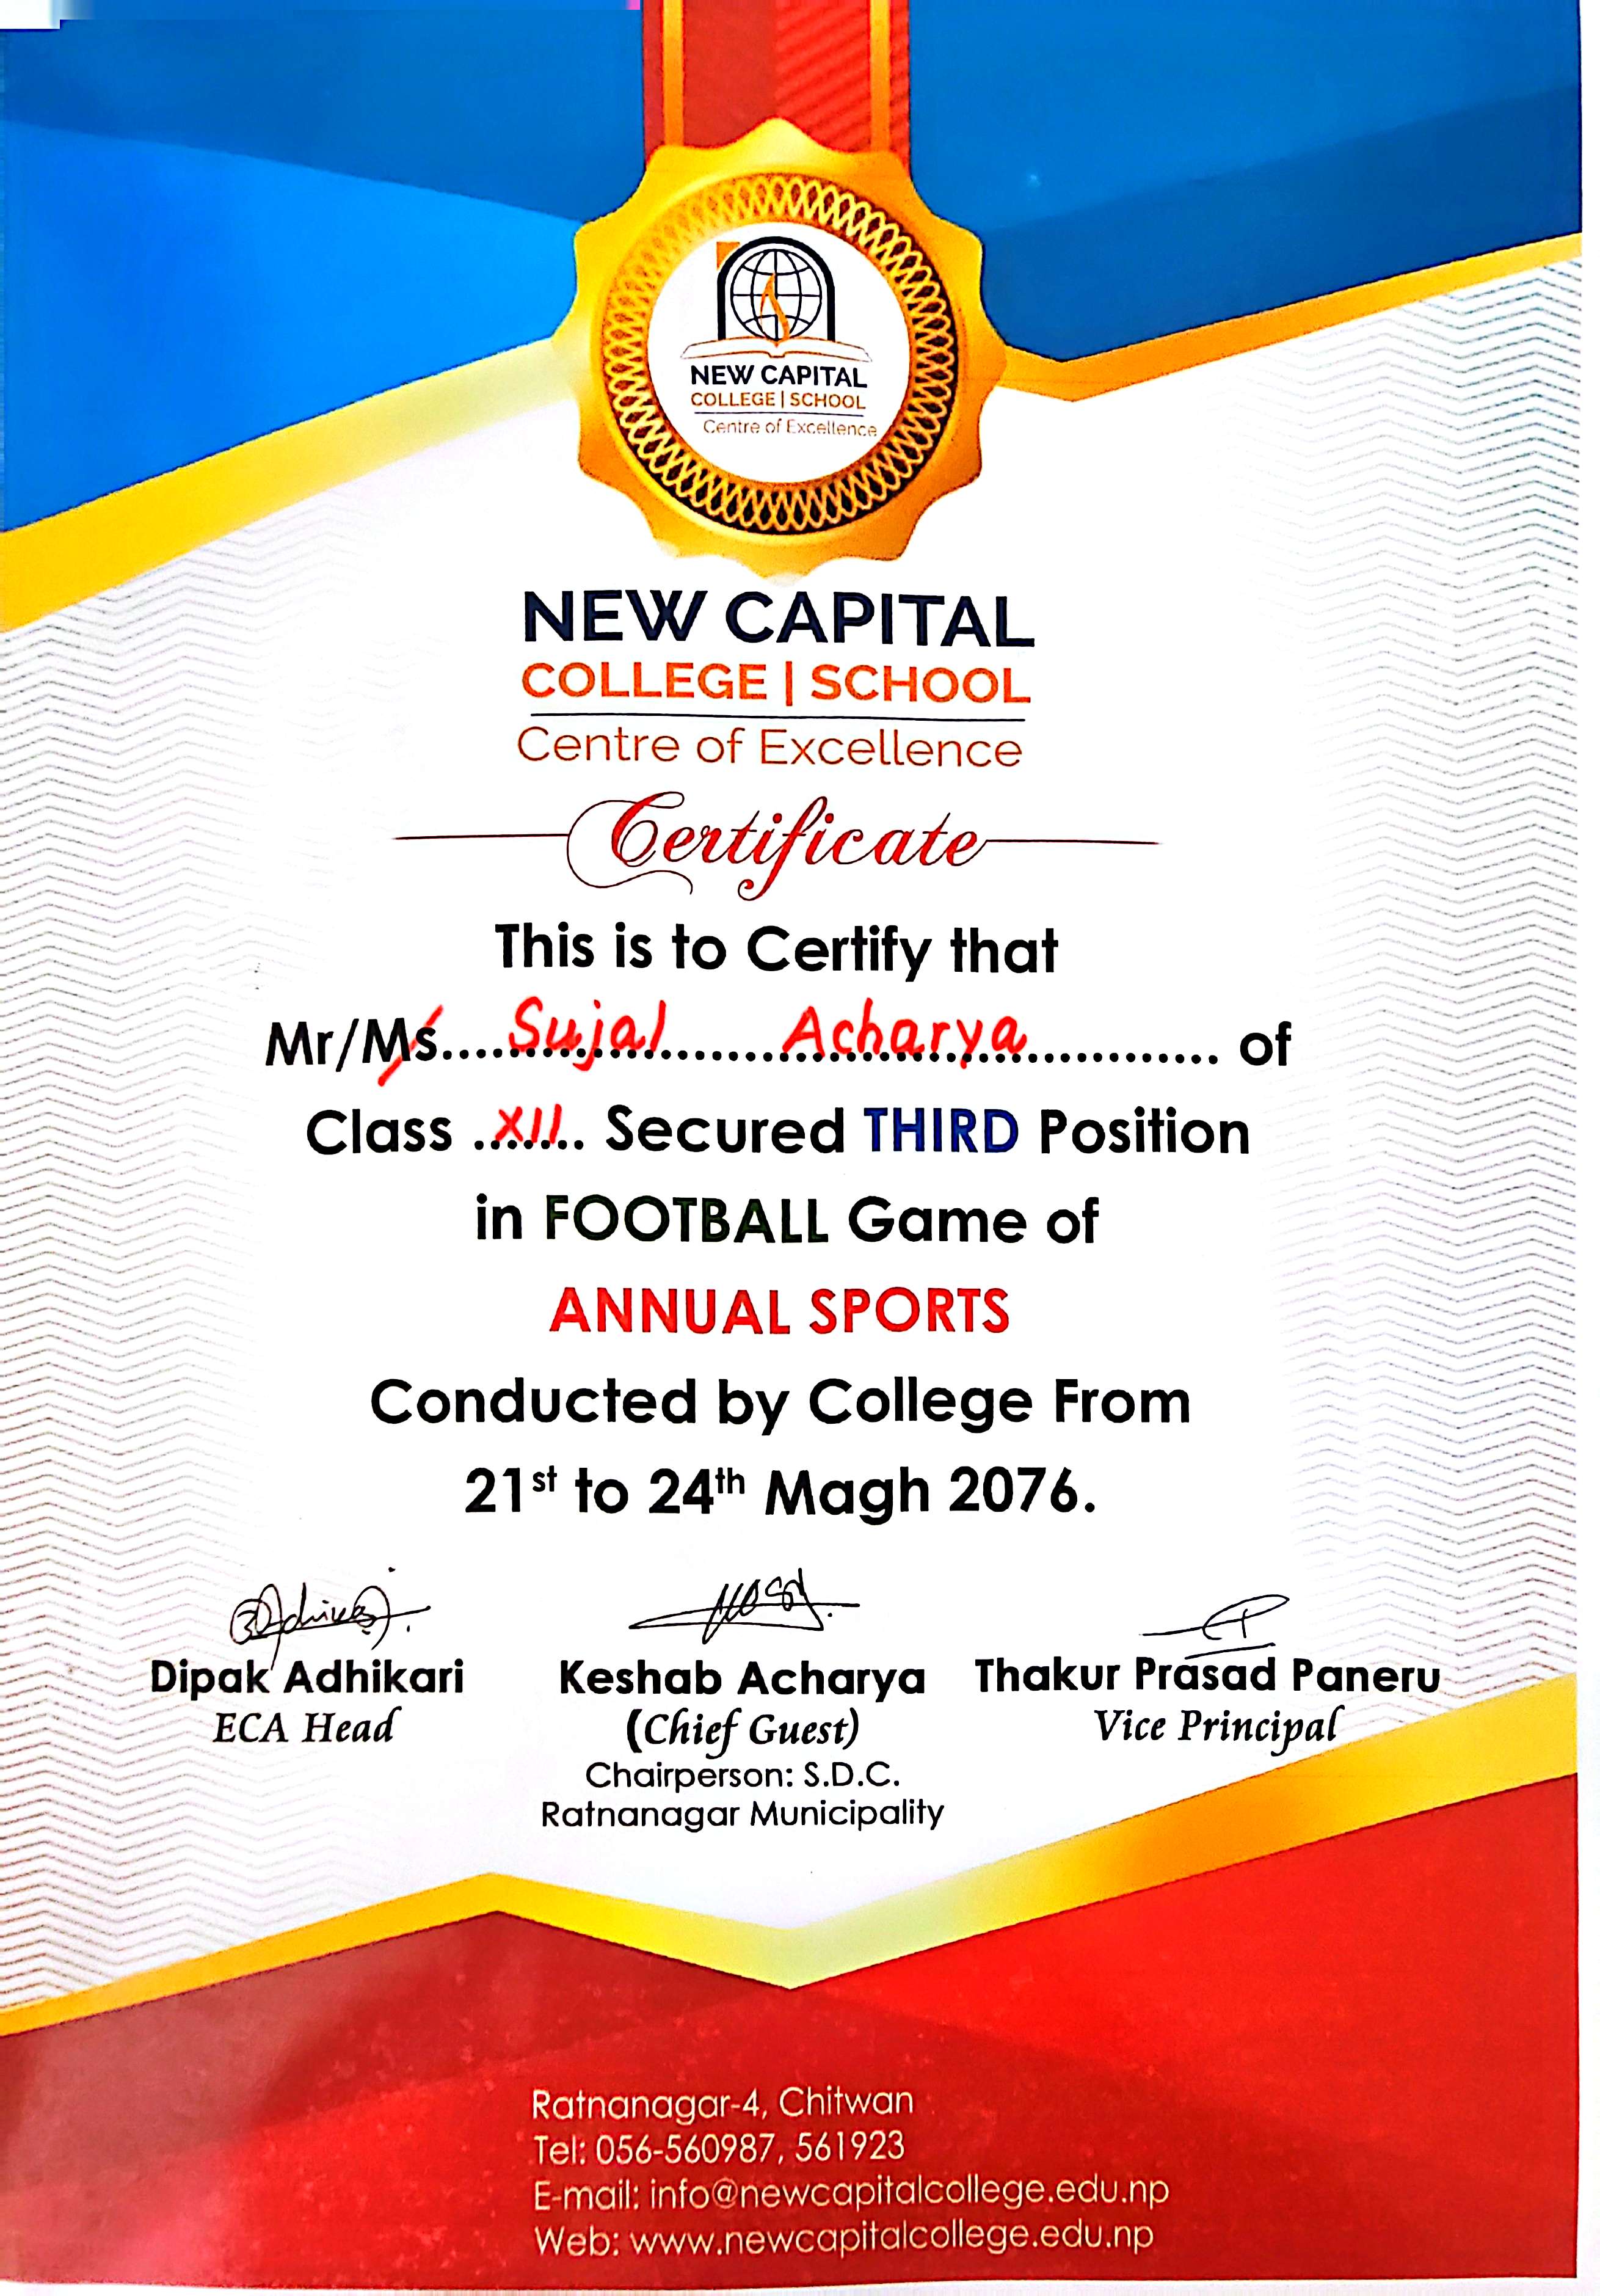 NEW CAPITAL
COLLEGE | SCHOOL
Centre of Excellence
NEW CAPITAL
COLLEGE | SCHOOL
Centre of Excellence
Certificate
This is to Certify that
Mr/Ms.....Sujal Acharya..... of
Class ..XII.. Secured THIRD Position
in FOOTBALL Game of
ANNUAL SPORTS
Conducted by College From
21st to 24th Magh 2076.
Dipak Adhikari
ECA Head
Keshab Acharya
(Chief Guest)
Chairperson: S.D.C.
Ratnanagar Municipality
Thakur Prasad Paneru
Vice Principal
Ratnanagar-4, Chitwan
Tel: 056-560987, 561923
E-mail: info@newcapitalcollege.edu.np
Web: www.newcapitalcollege.edu.np